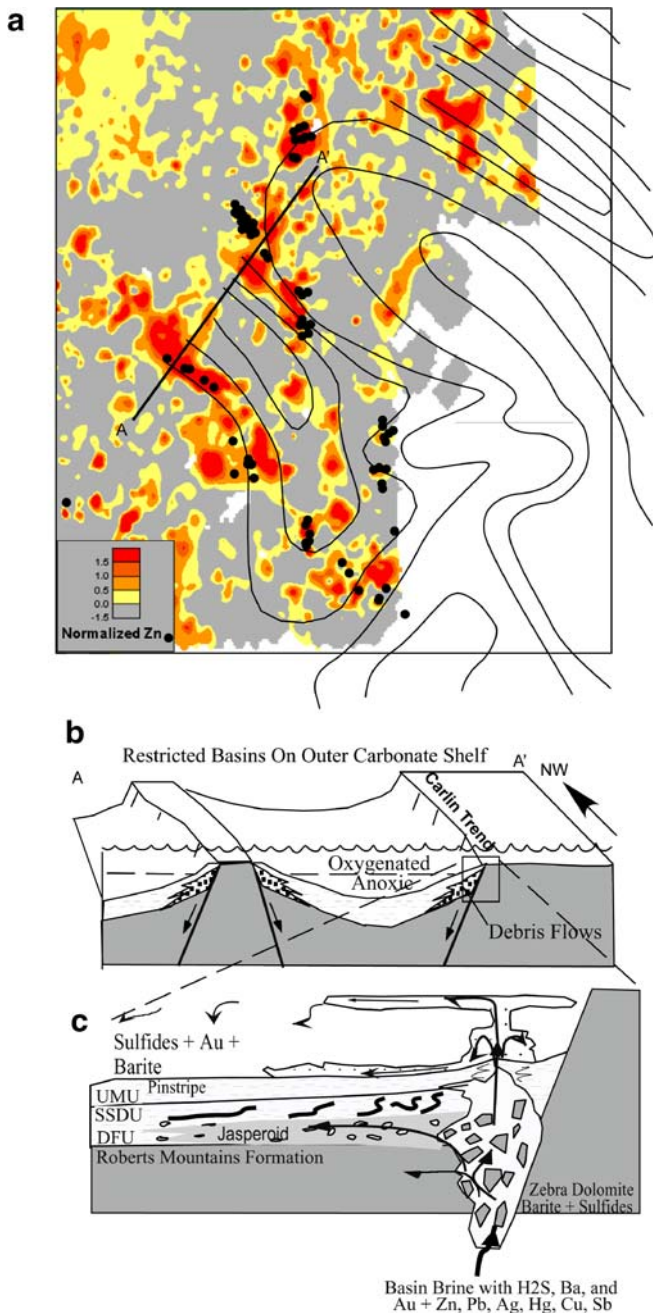 a
A'
A
1.5
1.0
0.5
0.0
-1.5
Normalized Zn
b
Restricted Basins On Outer Carbonate Shelf
A
A'
NW
Carlin Trend
Oxygenated
Anoxic
Debris Flows
c
Sulfides + Au +
Barite
Pinstripe
UMU
SSDU
DFU
Jasperoid
Roberts Mountains Formation
Zebra Dolomite
Barite + Sulfides
Basin Brine with H2S, Ba, and
Au + Zn, Pb, Ag, Hg, Cu, Sb